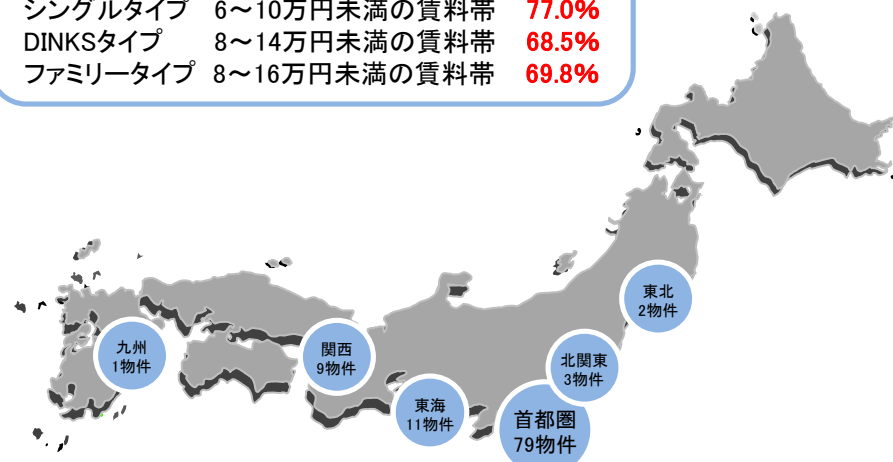 シングルタイプ 6～10万円未満の賃料帯 77.0%
DINKSタイプ 8～14万円未満の賃料帯 68.5%
ファミリータイプ 8～16万円未満の賃料帯 69.8%
東北
2物件
九州
1物件
関西
9物件
北関東
3物件
東海
11物件
首都圏
79物件